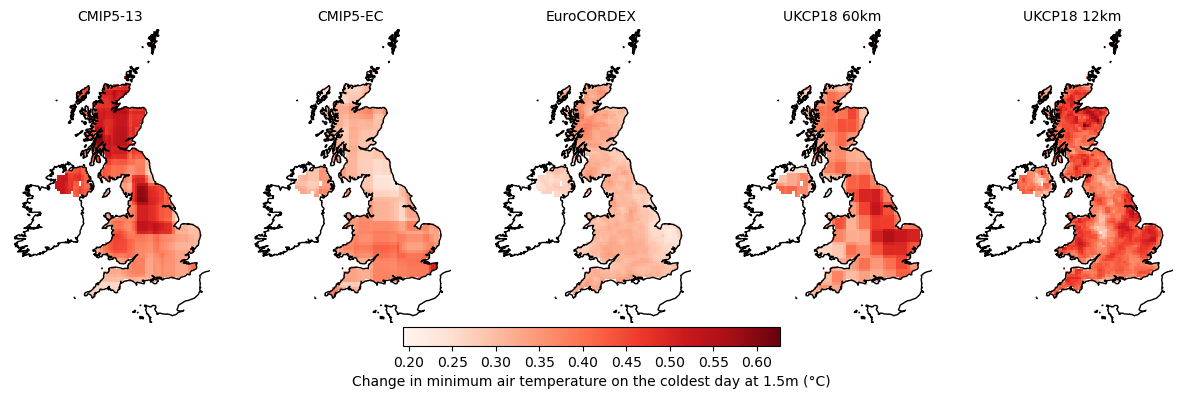 CMIP5-13 CMIP5-EC EuroCORDEX UKCP18 60km UKCP18 12km
0.20 0.25 0.30 0.35 0.40 0.45 0.50 0.55 0.60
Change in minimum air temperature on the coldest day at 1.5m (°C)